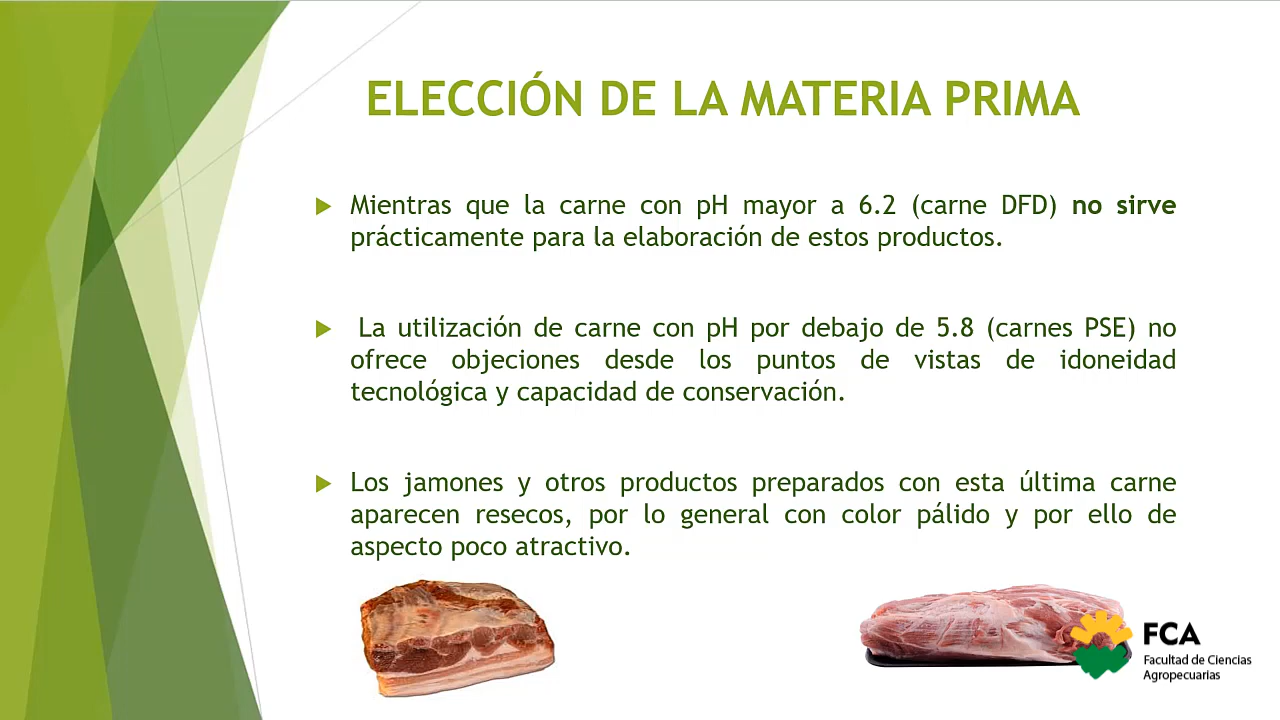 ELECCIÓN DE LA MATERIA PRIMA
Mientras que la carne con pH mayor a 6.2 (carne DFD) no sirve
prácticamente para la elaboración de estos productos.
La utilización de carne con pH por debajo de 5.8 (carnes PSE) no
ofrece objeciones desde los puntos de vistas de idoneidad
tecnológica y capacidad de conservación.
Los jamones y otros productos preparados con esta última carne
aparecen resecos, por lo general con color pálido y por ello de
aspecto poco atractivo.
FCA
Facultad de Ciencias
Agropecuarias